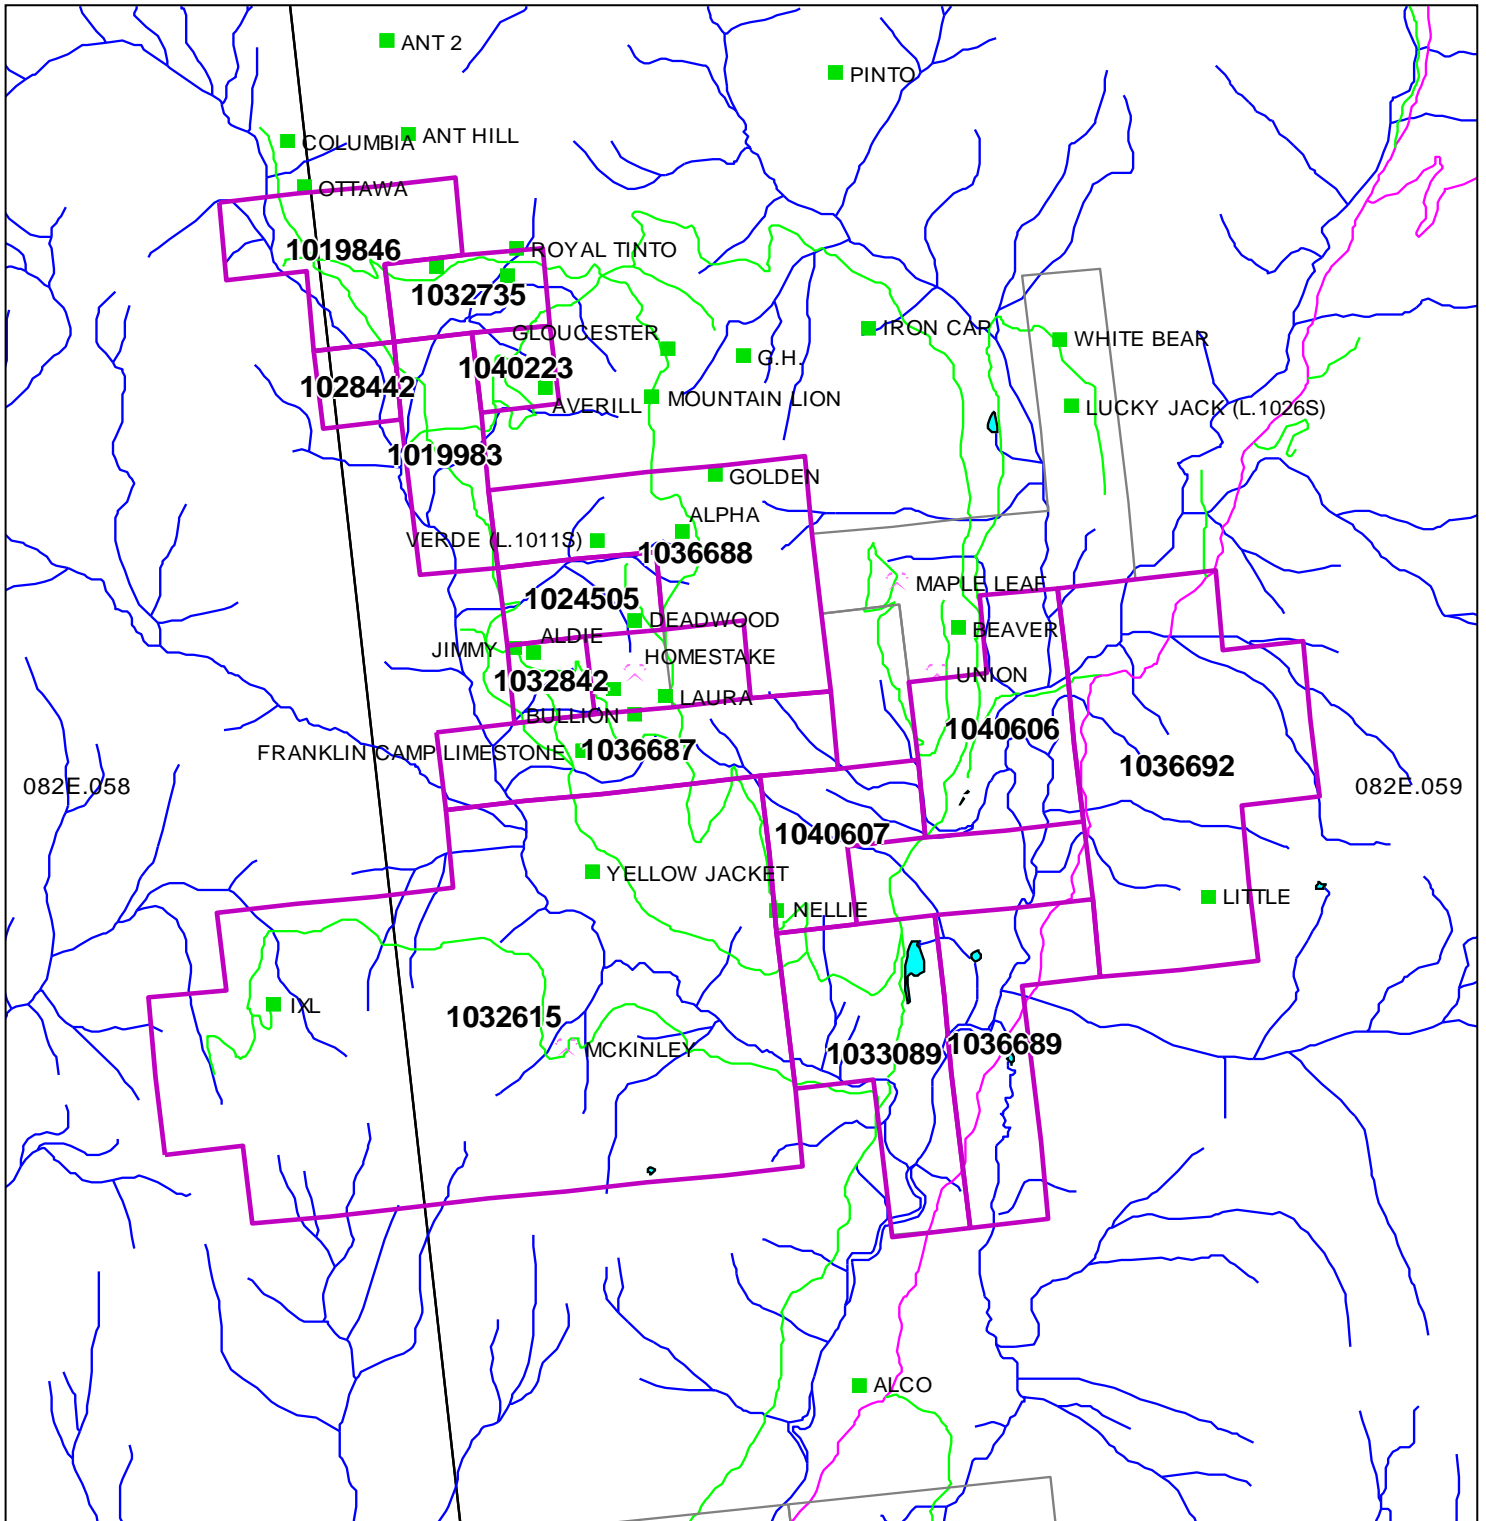 ANT 2
PINTO
COLUMBIA
ANT HILL
OTTAWA
1019846
ROYAL TINTO
1032735
GLOUCESTER
IRON CAP
WHITE BEAR
G.H.
1040223
1028442
AVERILL
MOUNTAIN LION
LUCKY JACK (L.1026S)
1019983
GOLDEN
ALPHA
VERDE (L.1011S)
1036688
MAPLE LEAF
1024505
DEADWOOD
BEAVER
ALDIE
JIMMY
HOMESTAKE
UNION
1032842
LAURA
BULLION
1040606
FRANKLIN CAMP LIMESTONE
1036687
1036692
082E.058
082E.059
1040607
YELLOW JACKET
LITTLE
NELLIE
IXL
1032615
MCKINLEY
1033089
1036689
ALCO